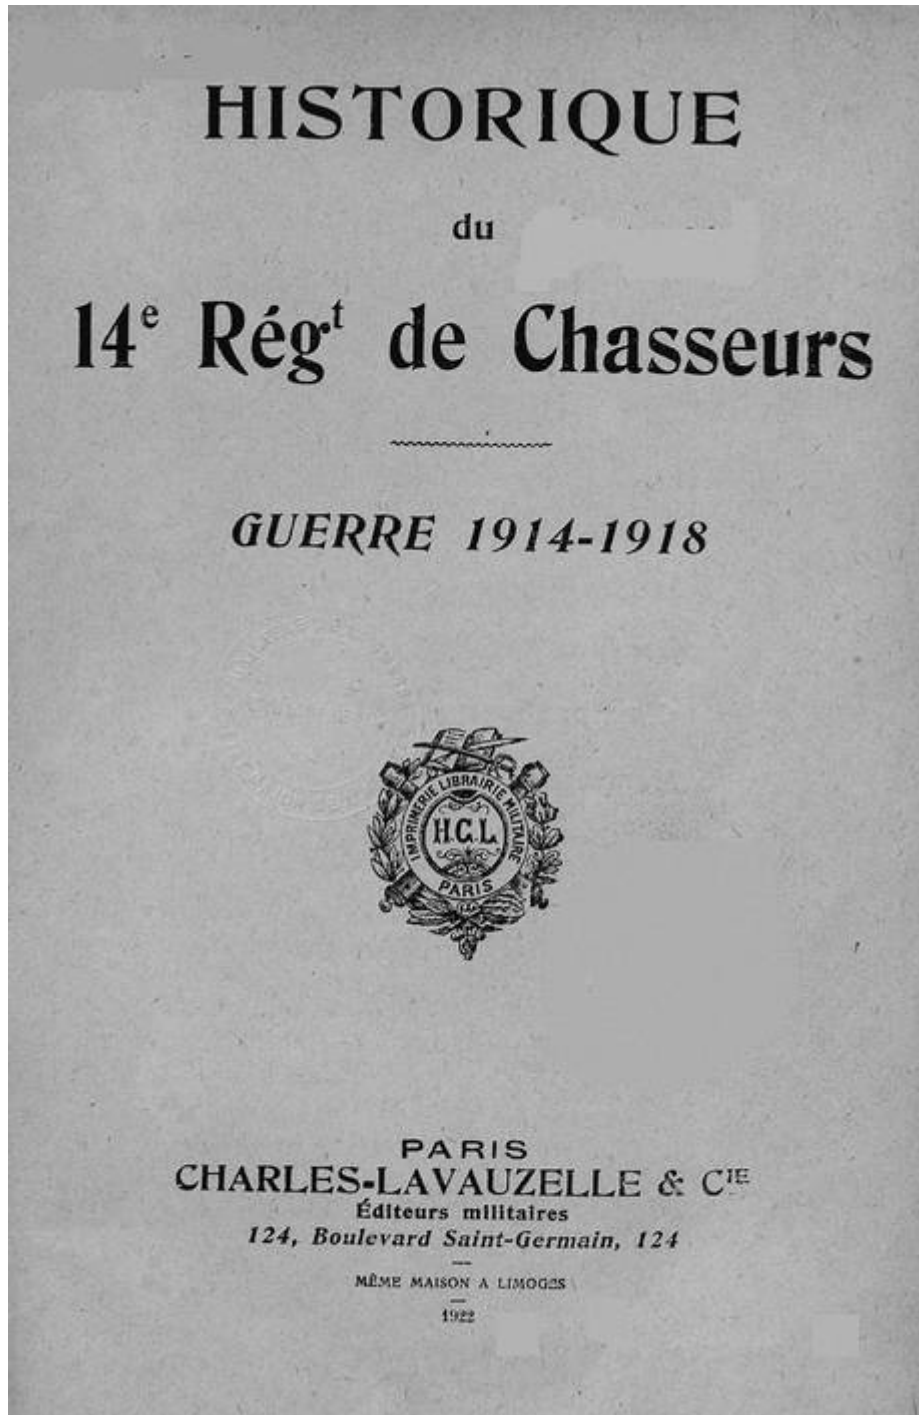 HISTORIQUE
du
14e Régt de Chasseurs
GUERRE 1914-1918
IMPRIMERIE LIBRAIRIE MILITAIRE
H.C.L.
PARIS
PARIS
CHARLES-LAVAUZELLE & CIE
Éditeurs militaires
124, Boulevard Saint-Germain, 124
MÊME MAISON A LIMOGES
1922